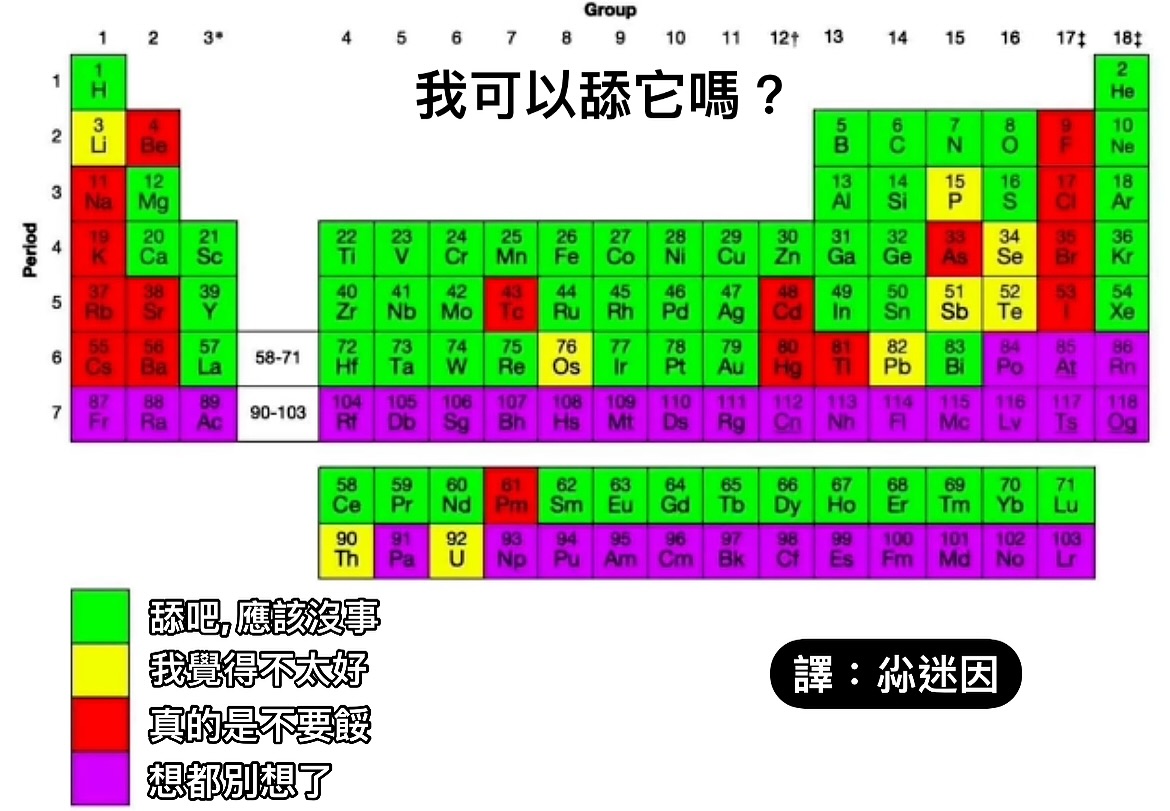 Group
1 2 3* 4 5 6 7 8 9 10 11 12† 13 14 15 16 17‡ 18‡
我可以舔它嗎？
Period
1 1 H 2 He
2 3 Li 4 Be 5 B 6 C 7 N 8 O 9 F 10 Ne
3 11 Na 12 Mg 13 Al 14 Si 15 P 16 S 17 Cl 18 Ar
4 19 K 20 Ca 21 Sc 22 Ti 23 V 24 Cr 25 Mn 26 Fe 27 Co 28 Ni 29 Cu 30 Zn 31 Ga 32 Ge 33 As 34 Se 35 Br 36 Kr
5 37 Rb 38 Sr 39 Y 40 Zr 41 Nb 42 Mo 43 Tc 44 Ru 45 Rh 46 Pd 47 Ag 48 Cd 49 In 50 Sn 51 Sb 52 Te 53 I 54 Xe
6 55 Cs 56 Ba 57 La 58-71 72 Hf 73 Ta 74 W 75 Re 76 Os 77 Ir 78 Pt 79 Au 80 Hg 81 Tl 82 Pb 83 Bi 84 Po 85 At 86 Rn
7 87 Fr 88 Ra 89 Ac 90-103 104 Rf 105 Db 106 Sg 107 Bh 108 Hs 109 Mt 110 Ds 111 Rg 112 Cn 113 Nh 114 Fl 115 Mc 116 Lv 117 Ts 118 Og
58 Ce 59 Pr 60 Nd 61 Pm 62 Sm 63 Eu 64 Gd 65 Tb 66 Dy 67 Ho 68 Er 69 Tm 70 Yb 71 Lu
90 Th 91 Pa 92 U 93 Np 94 Pu 95 Am 96 Cm 97 Bk 98 Cf 99 Es 100 Fm 101 Md 102 No 103 Lr
舔吧,應該沒事
我覺得不太好
真的是不要餒
想都別想了
譯：尛迷因